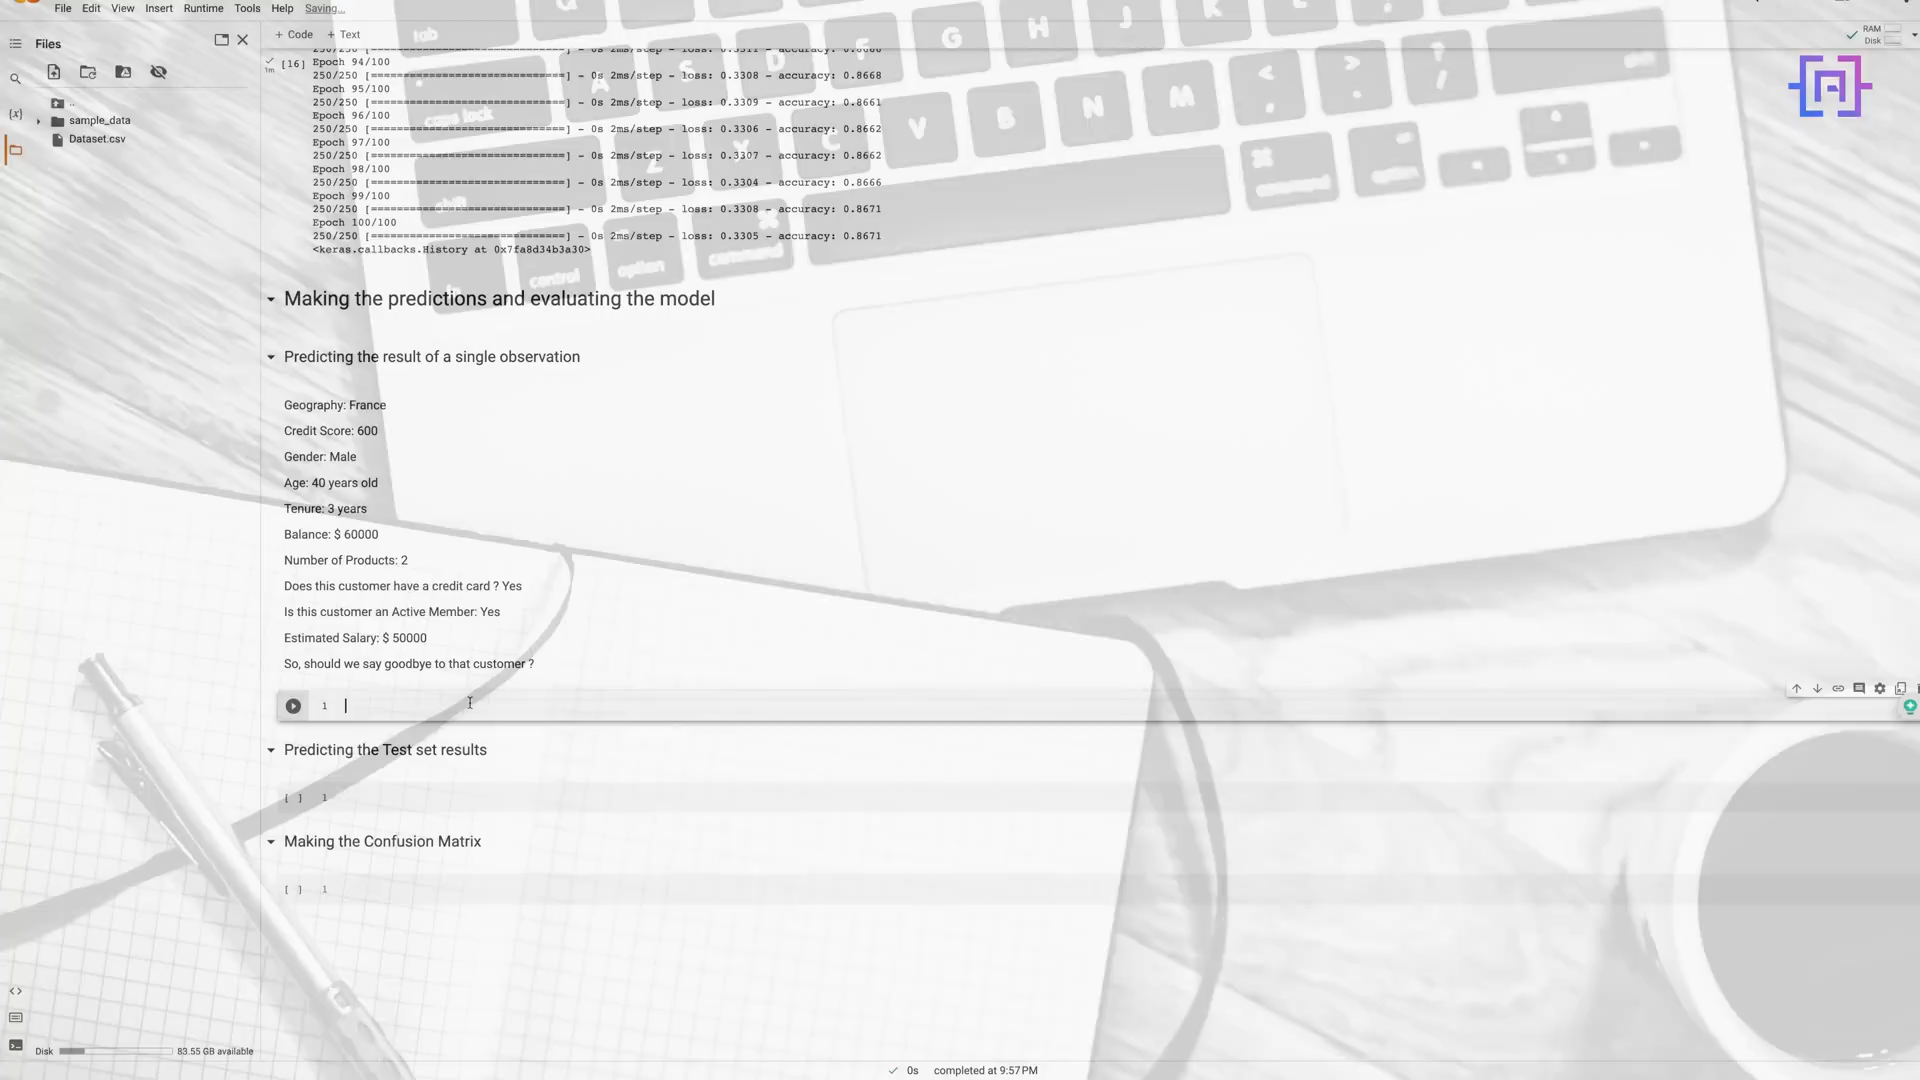 File Edit View Insert Runtime Tools Help Saving...
Files
+ Code + Text
RAM
Disk
[16]
Epoch 94/100
250/250 [==============================] - 0s 2ms/step - loss: 0.3308 - accuracy: 0.8668
Epoch 95/100
250/250 [==============================] - 0s 2ms/step - loss: 0.3309 - accuracy: 0.8661
Epoch 96/100
250/250 [==============================] - 0s 2ms/step - loss: 0.3306 - accuracy: 0.8662
Epoch 97/100
250/250 [==============================] - 0s 2ms/step - loss: 0.3307 - accuracy: 0.8662
Epoch 98/100
250/250 [==============================] - 0s 2ms/step - loss: 0.3304 - accuracy: 0.8666
Epoch 99/100
250/250 [==============================] - 0s 2ms/step - loss: 0.3308 - accuracy: 0.8671
Epoch 100/100
250/250 [==============================] - 0s 2ms/step - loss: 0.3305 - accuracy: 0.8671
<keras.callbacks.History at 0x7fa8d34b3a30>
..
sample_data
Dataset.csv
Making the predictions and evaluating the model
Predicting the result of a single observation
Geography: France
Credit Score: 600
Gender: Male
Age: 40 years old
Tenure: 3 years
Balance: $ 60000
Number of Products: 2
Does this customer have a credit card ? Yes
Is this customer an Active Member: Yes
Estimated Salary: $ 50000
So, should we say goodbye to that customer ?
1
Predicting the Test set results
[ ] 1
Making the Confusion Matrix
[ ] 1
Disk 83.55 GB available
0s completed at 9:57 PM
tab
caps lock
control
option
command
G H J
A S D F
V B N M
Z C